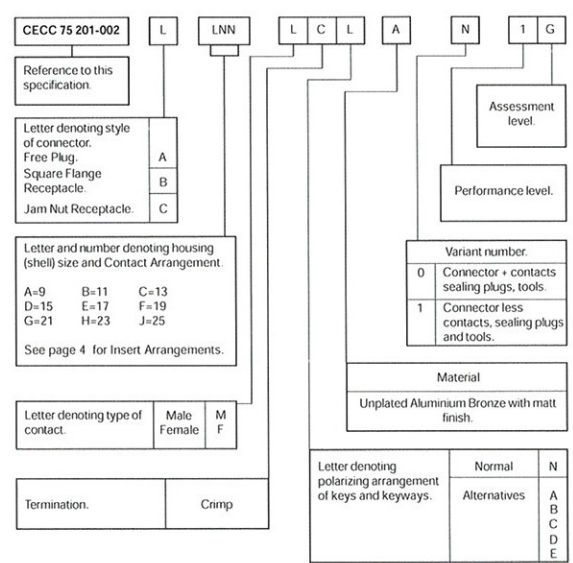 CECC 75 201-002 L LNN L C L A N 1 G
Reference to this
specification.
Assessment
level.
Letter denoting style
of connector.
Free Plug. A
Square Flange
Receptacle. B
Jam Nut Receptacle. C
Performance level.
Letter and number denoting housing
(shell) size and Contact Arrangement.
A=9 B=11 C=13
D=15 E=17 F=19
G=21 H=23 J=25
See page 4 for Insert Arrangements.
Variant number.
0 Connector + contacts
sealing plugs, tools.
1 Connector less
contacts, sealing plugs
and tools.
Material
Unplated Aluminium Bronze with matt
finish.
Letter denoting type of Male M
contact. Female F
Termination. Crimp
Letter denoting Normal N
polarizing arrangement
of keys and keyways. Alternatives A
B
C
D
E